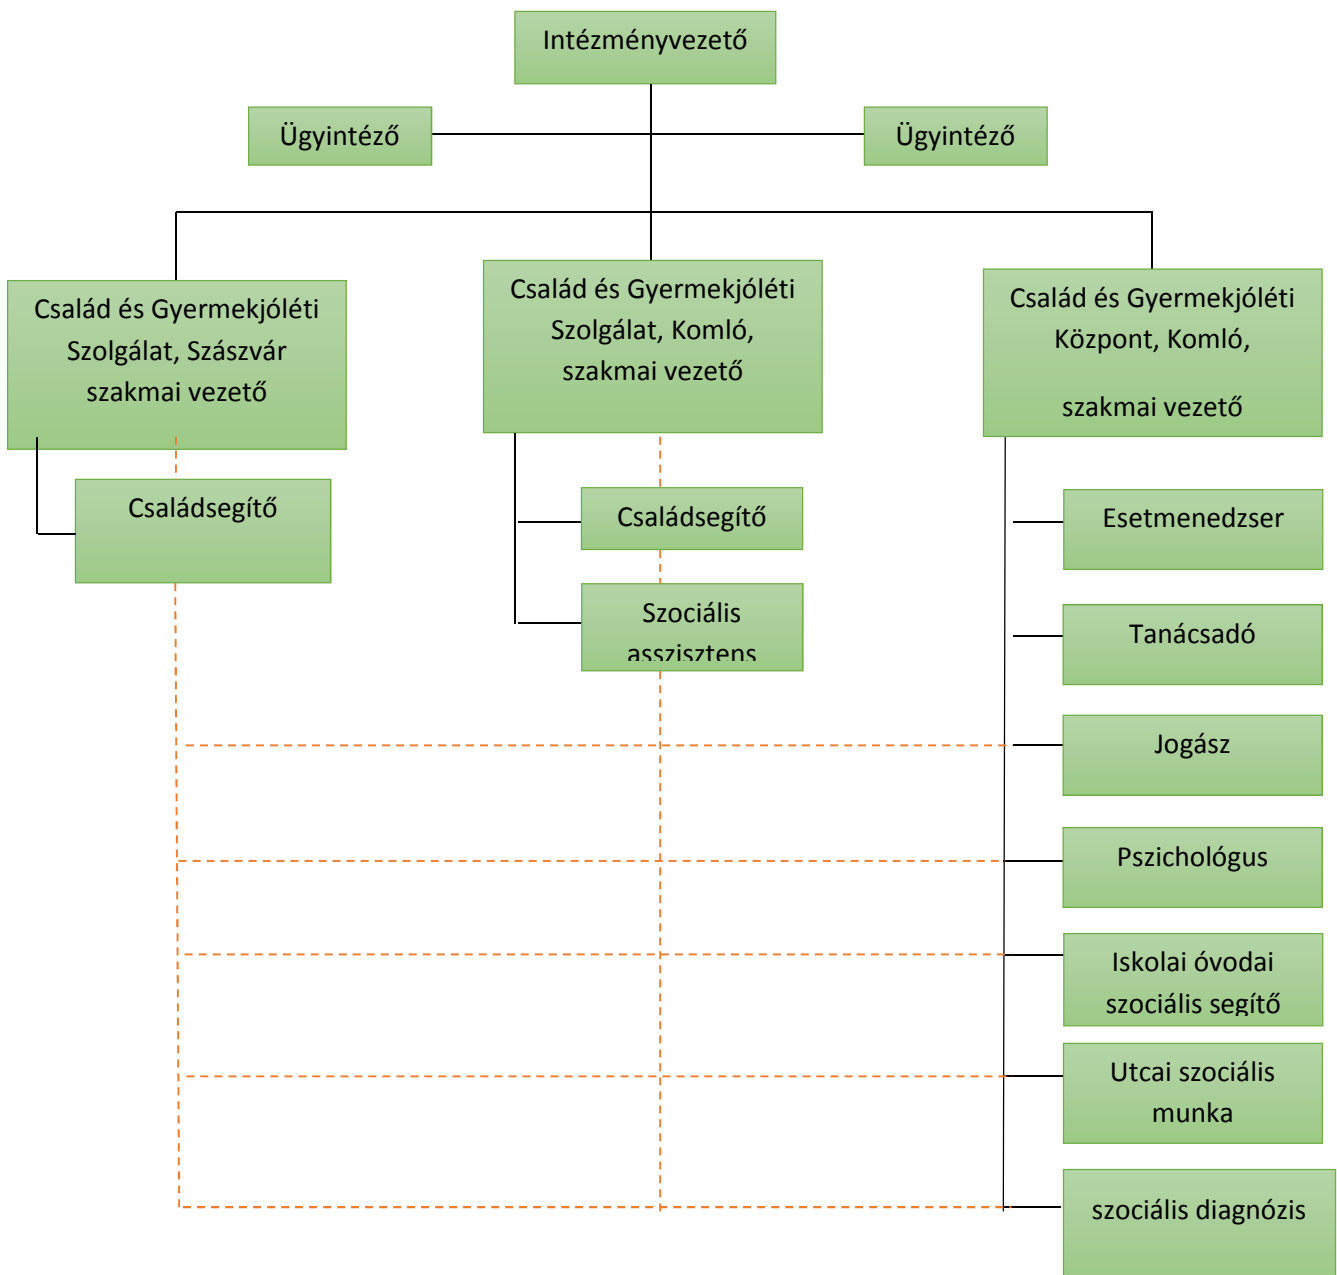 Intézményvezető
Ügyintéző
Ügyintéző
Család és Gyermekjóléti
Szolgálat, Szászvár
szakmai vezető
Család és Gyermekjóléti
Szolgálat, Komló,
szakmai vezető
Család és Gyermekjóléti
Központ, Komló,
szakmai vezető
Családsegítő
Családsegítő
Szociális
asszisztens
Esetmenedzser
Tanácsadó
Jogász
Pszichológus
Iskolai óvodai
szociális segítő
Utcai szociális
munka
szociális diagnózis